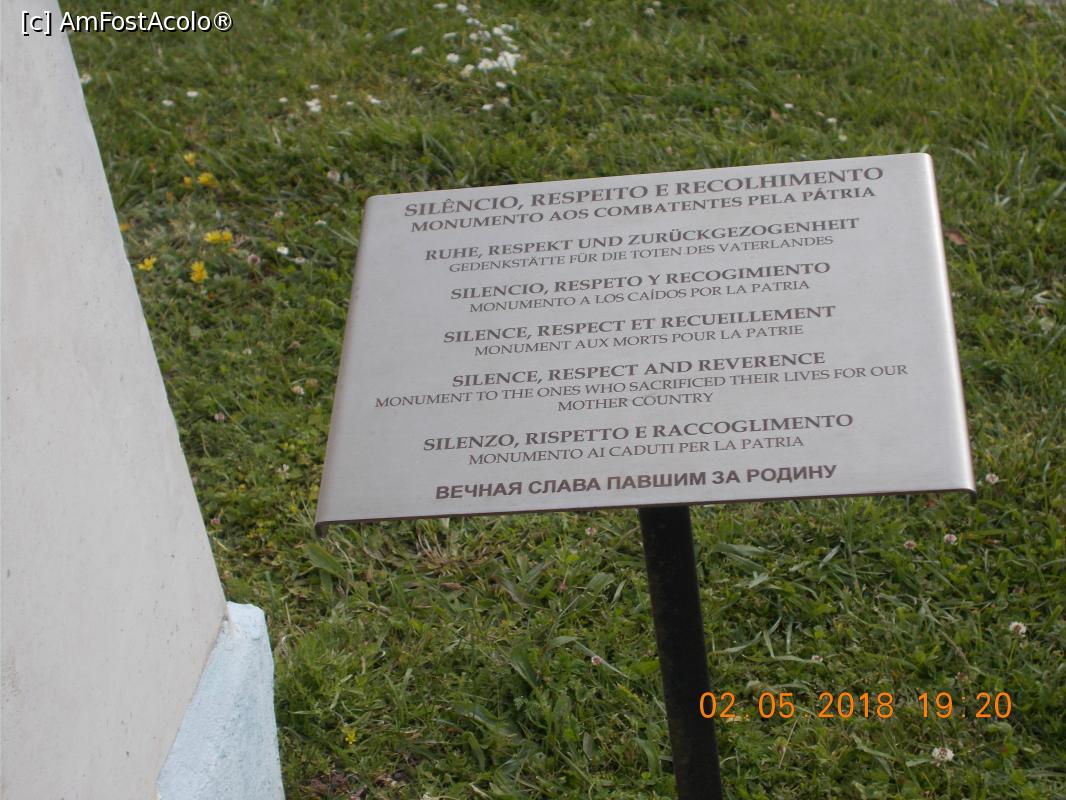 [c] AmFostAcolo®
SILÊNCIO, RESPEITO E RECOLHIMENTO
MONUMENTO AOS COMBATENTES PELA PÁTRIA
RUHE, RESPEKT UND ZURÜCKGEZOGENHEIT
GEDENKSTÄTTE FÜR DIE TOTEN DES VATERLANDES
SILENCIO, RESPETO Y RECOGIMIENTO
MONUMENTO A LOS CAÍDOS POR LA PATRIA
SILENCE, RESPECT ET RECUEILLEMENT
MONUMENT AUX MORTS POUR LA PATRIE
SILENCE, RESPECT AND REVERENCE
MONUMENT TO THE ONES WHO SACRIFICED THEIR LIVES FOR OUR
MOTHER COUNTRY
SILENZO, RISPETTO E RACCOGLIMENTO
MONUMENTO AI CADUTI PER LA PATRIA
ВЕЧНАЯ СЛАВА ПАВШИМ ЗА РОДИНУ
02.05.2018 19:20